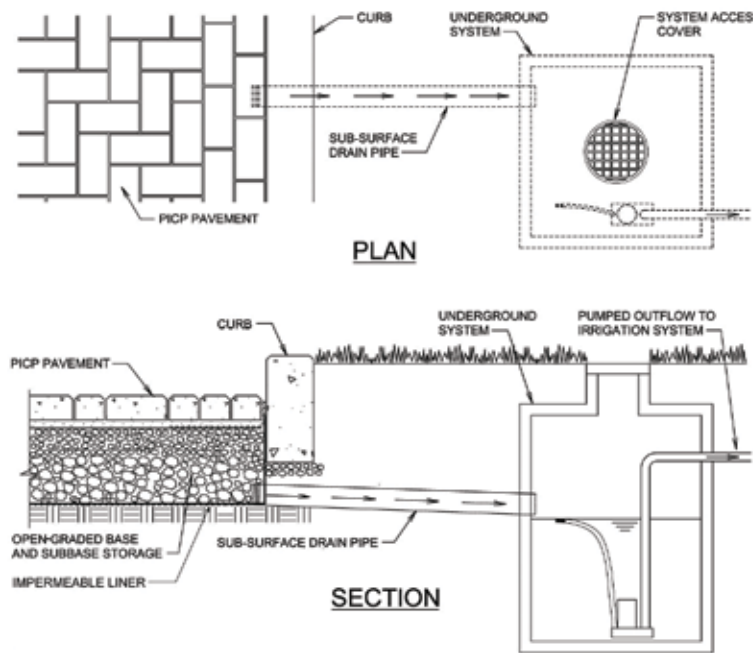 CURB
UNDERGROUND
SYSTEM
SYSTEM ACCES
COVER
SUB-SURFACE
DRAIN PIPE
PICP PAVEMENT
PLAN
CURB
UNDERGROUND
SYSTEM
PUMPED OUTFLOW TO
IRRIGATION SYSTEM
PICP PAVEMENT
OPEN-GRADED BASE
AND SUBBASE STORAGE
SUB-SURFACE DRAIN PIPE
IMPERMEABLE LINER
SECTION